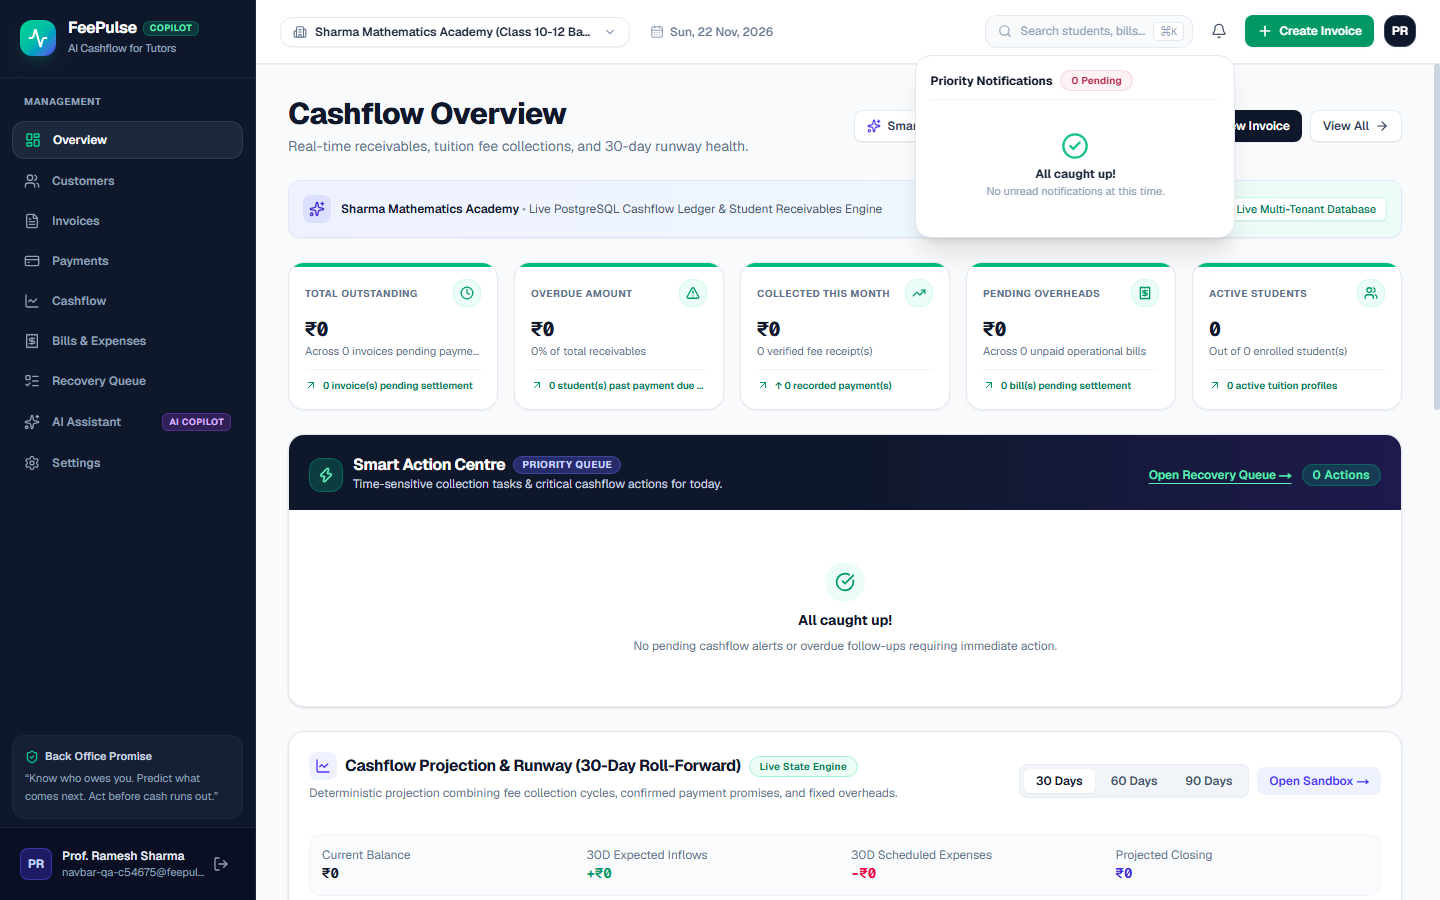 FeePulse COPILOT
AI Cashflow for Tutors
MANAGEMENT
Overview
Customers
Invoices
Payments
Cashflow
Bills & Expenses
Recovery Queue
AI Assistant AI COPILOT
Settings
Back Office Promise
“Know who owes you. Predict what
comes next. Act before cash runs out.”
PR Prof. Ramesh Sharma
navbar-qa-c54675@feepul...
Sharma Mathematics Academy (Class 10-12 Ba...
Sun, 22 Nov, 2026
Search students, bills... ⌘K
+ Create Invoice
PR
Priority Notifications 0 Pending
All caught up!
No unread notifications at this time.
Cashflow Overview
Real-time receivables, tuition fee collections, and 30-day runway health.
Smar
ew Invoice
View All →
Sharma Mathematics Academy • Live PostgreSQL Cashflow Ledger & Student Receivables Engine
Live Multi-Tenant Database
TOTAL OUTSTANDING
₹0
Across 0 invoices pending payme...
0 invoice(s) pending settlement
OVERDUE AMOUNT
₹0
0% of total receivables
0 student(s) past payment due ...
COLLECTED THIS MONTH
₹0
0 verified fee receipt(s)
↑ 0 recorded payment(s)
PENDING OVERHEADS
₹0
Across 0 unpaid operational bills
0 bill(s) pending settlement
ACTIVE STUDENTS
0
Out of 0 enrolled student(s)
0 active tuition profiles
Smart Action Centre PRIORITY QUEUE
Time-sensitive collection tasks & critical cashflow actions for today.
Open Recovery Queue →
0 Actions
All caught up!
No pending cashflow alerts or overdue follow-ups requiring immediate action.
Cashflow Projection & Runway (30-Day Roll-Forward) Live State Engine
Deterministic projection combining fee collection cycles, confirmed payment promises, and fixed overheads.
30 Days 60 Days 90 Days
Open Sandbox →
Current Balance
₹0
30D Expected Inflows
+₹0
30D Scheduled Expenses
-₹0
Projected Closing
₹0